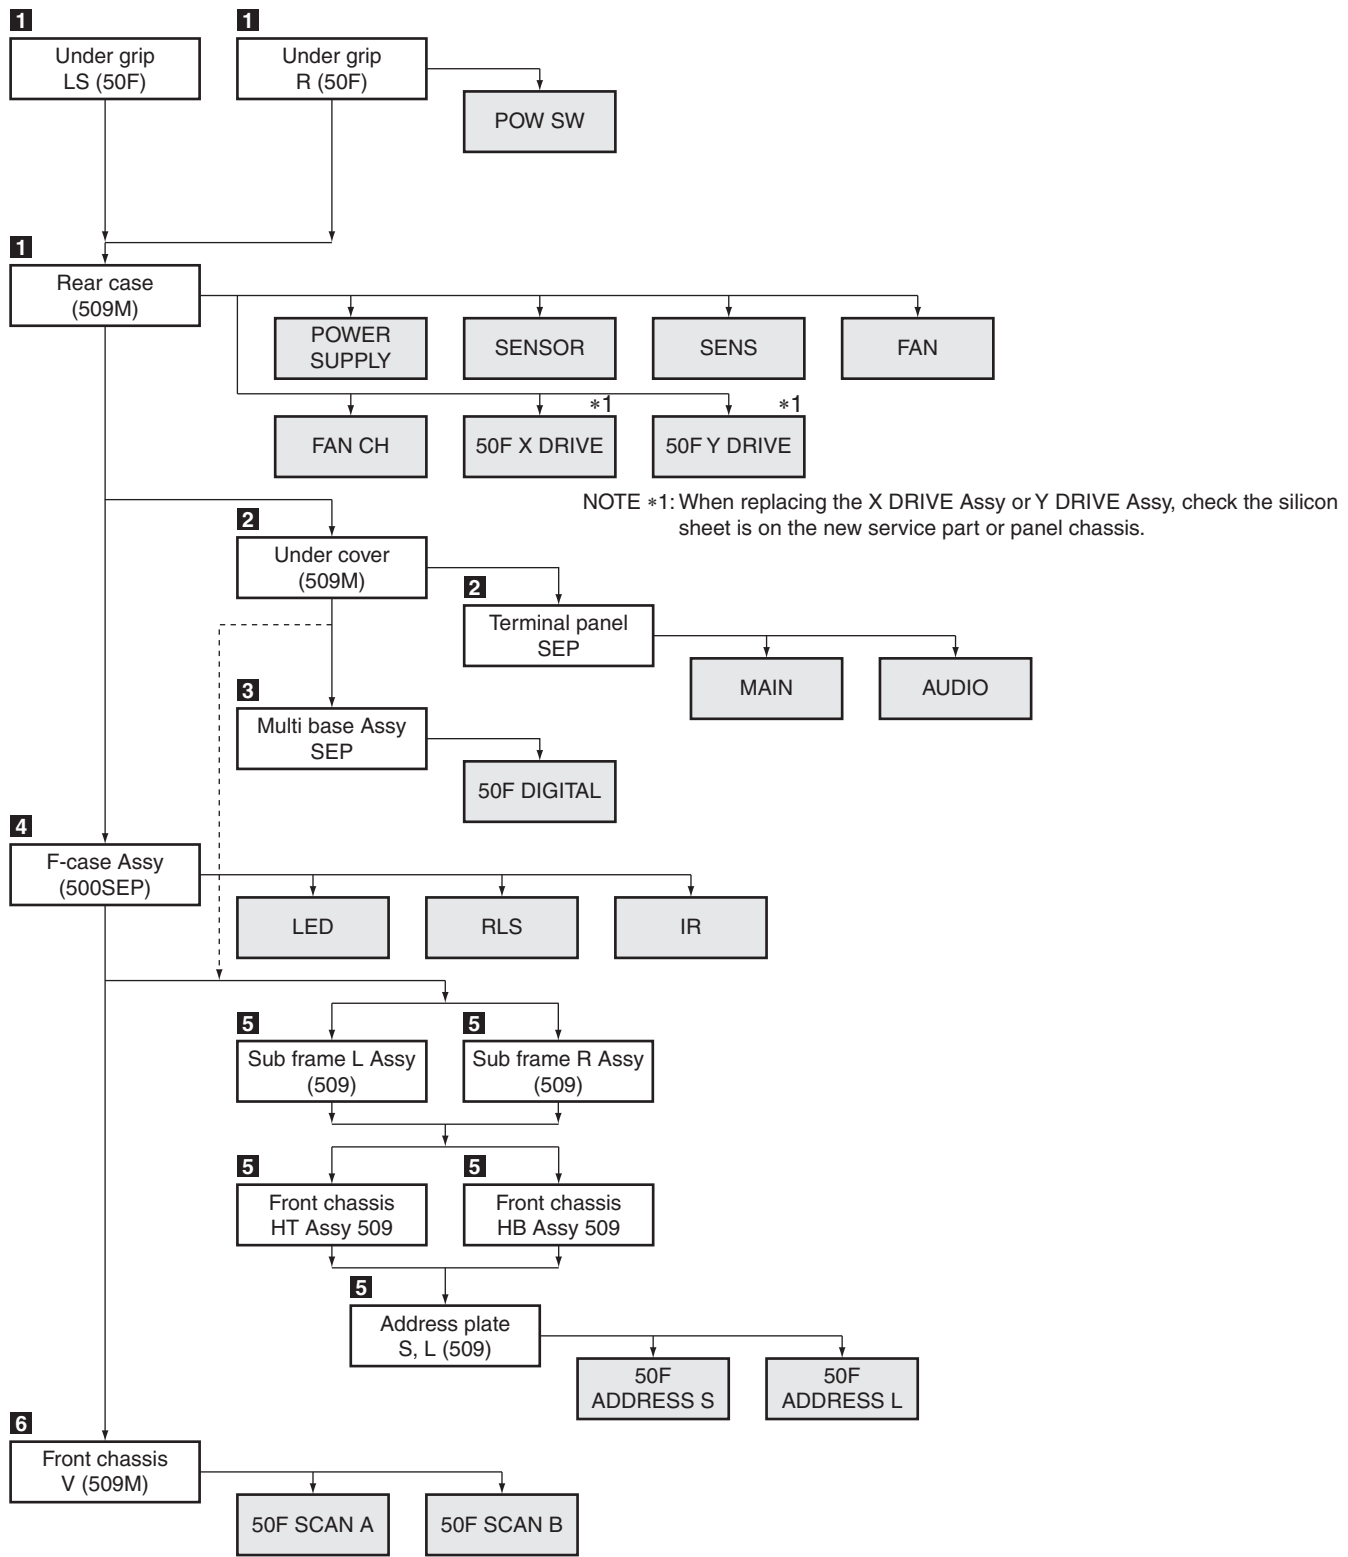 1
1
Under grip
LS (50F)
Under grip
R (50F)
POW SW
1
Rear case
(509M)
POWER
SUPPLY
SENSOR
SENS
FAN
*1
*1
FAN CH
50F X DRIVE
50F Y DRIVE
NOTE *1: When replacing the X DRIVE Assy or Y DRIVE Assy, check the silicon
sheet is on the new service part or panel chassis.
2
Under cover
(509M)
2
Terminal panel
SEP
MAIN
AUDIO
3
Multi base Assy
SEP
50F DIGITAL
4
F-case Assy
(500SEP)
LED
RLS
IR
5
5
Sub frame L Assy
(509)
Sub frame R Assy
(509)
5
5
Front chassis
HT Assy 509
Front chassis
HB Assy 509
5
Address plate
S, L (509)
50F
ADDRESS S
50F
ADDRESS L
6
Front chassis
V (509M)
50F SCAN A
50F SCAN B